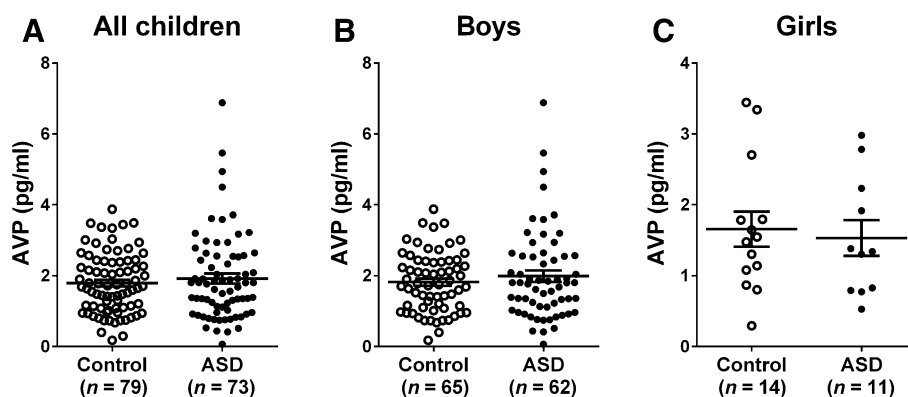 A All children
B Boys
C Girls
AVP (pg/ml)
8
6
4
2
0
Control
(n = 79)
ASD
(n = 73)
AVP (pg/ml)
8
6
4
2
0
Control
(n = 65)
ASD
(n = 62)
AVP (pg/ml)
4
3
2
1
0
Control
(n = 14)
ASD
(n = 11)